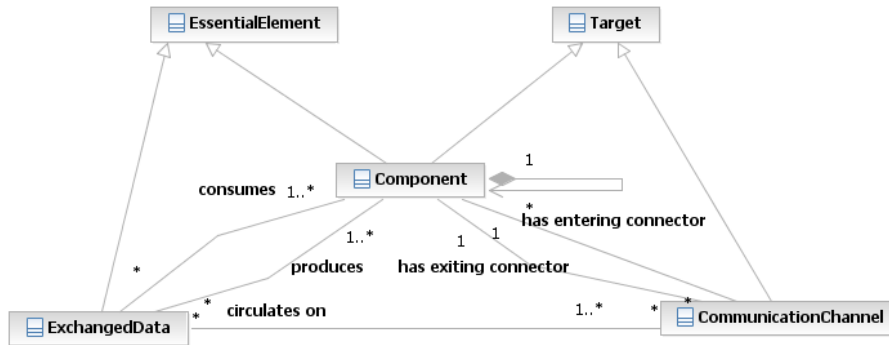 EssentialElement
Target
1
Component
consumes
1..*
*
has entering connector
1..*
1
1
produces
has exiting connector
*
*
*
circulates on
1..*
*
*
ExchangedData
CommunicationChannel